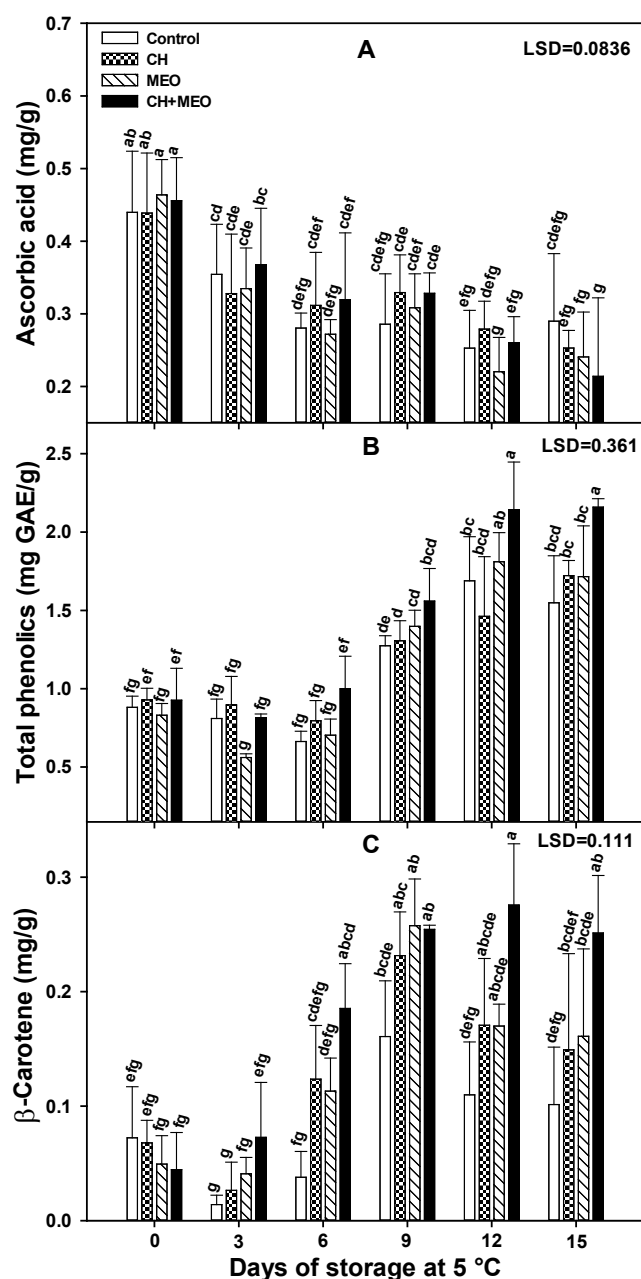 A
LSD=0.0836
Control
CH
MEO
CH+MEO
Ascorbic acid (mg/g)
0.7
0.6
0.5
0.4
0.3
0.2
ab ab a a
cd cde cde bc
defg cdef defg cdef
cdefg cde cdef cde
efg defg g efg
cdefg efg fg g
B
LSD=0.361
Total phenolics (mg GAE/g)
2.5
2.0
1.5
1.0
0.5
fg ef fg ef
fg fg g fg
fg fg fg ef
de d cd bcd
bc bcd ab a
bcd bc bc a
C
LSD=0.111
β-Carotene (mg/g)
0.3
0.2
0.1
0.0
efg efg fg fg
g g fg efg
fg cdefg defg abcd
bcde abc ab ab
defg abcde abcde a
defg bcdef bcde ab
0 3 6 9 12 15
Days of storage at 5 °C